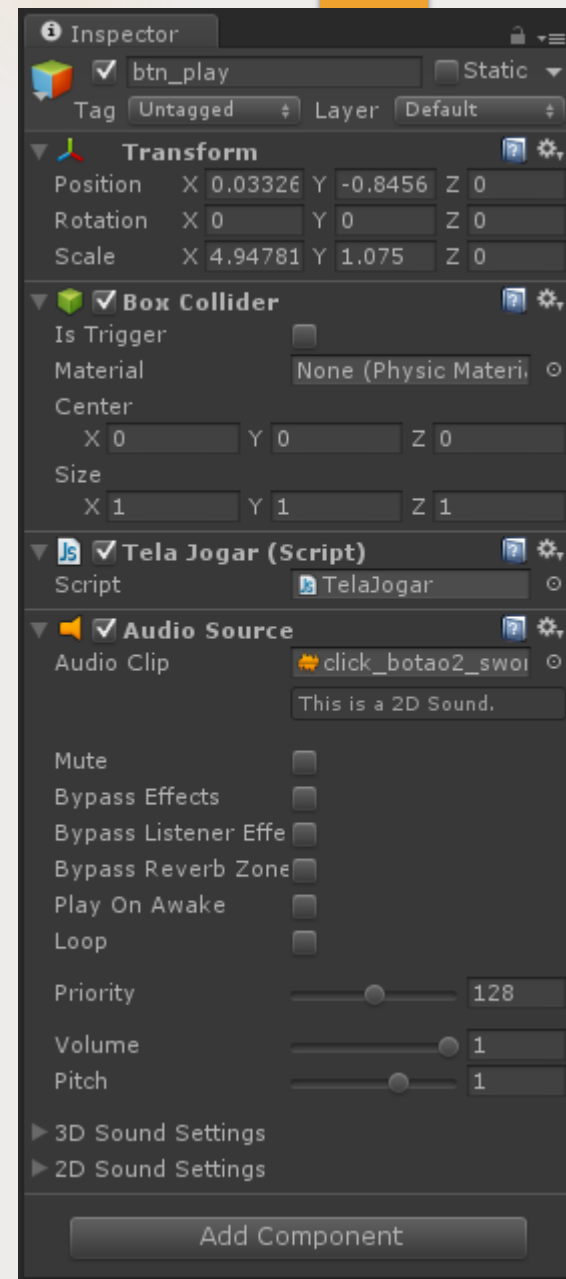 Inspector
btn_play Static
Tag Untagged Layer Default
Transform
Position X 0.03326 Y -0.8456 Z 0
Rotation X 0 Y 0 Z 0
Scale X 4.94781 Y 1.075 Z 0
Box Collider
Is Trigger
Material None (Physic Materi
Center
X 0 Y 0 Z 0
Size
X 1 Y 1 Z 1
Js Tela Jogar (Script)
Script Js TelaJogar
Audio Source
Audio Clip click_botao2_swor
This is a 2D Sound.
Mute
Bypass Effects
Bypass Listener Effe
Bypass Reverb Zone
Play On Awake
Loop
Priority 128
Volume 1
Pitch 1
3D Sound Settings
2D Sound Settings
Add Component